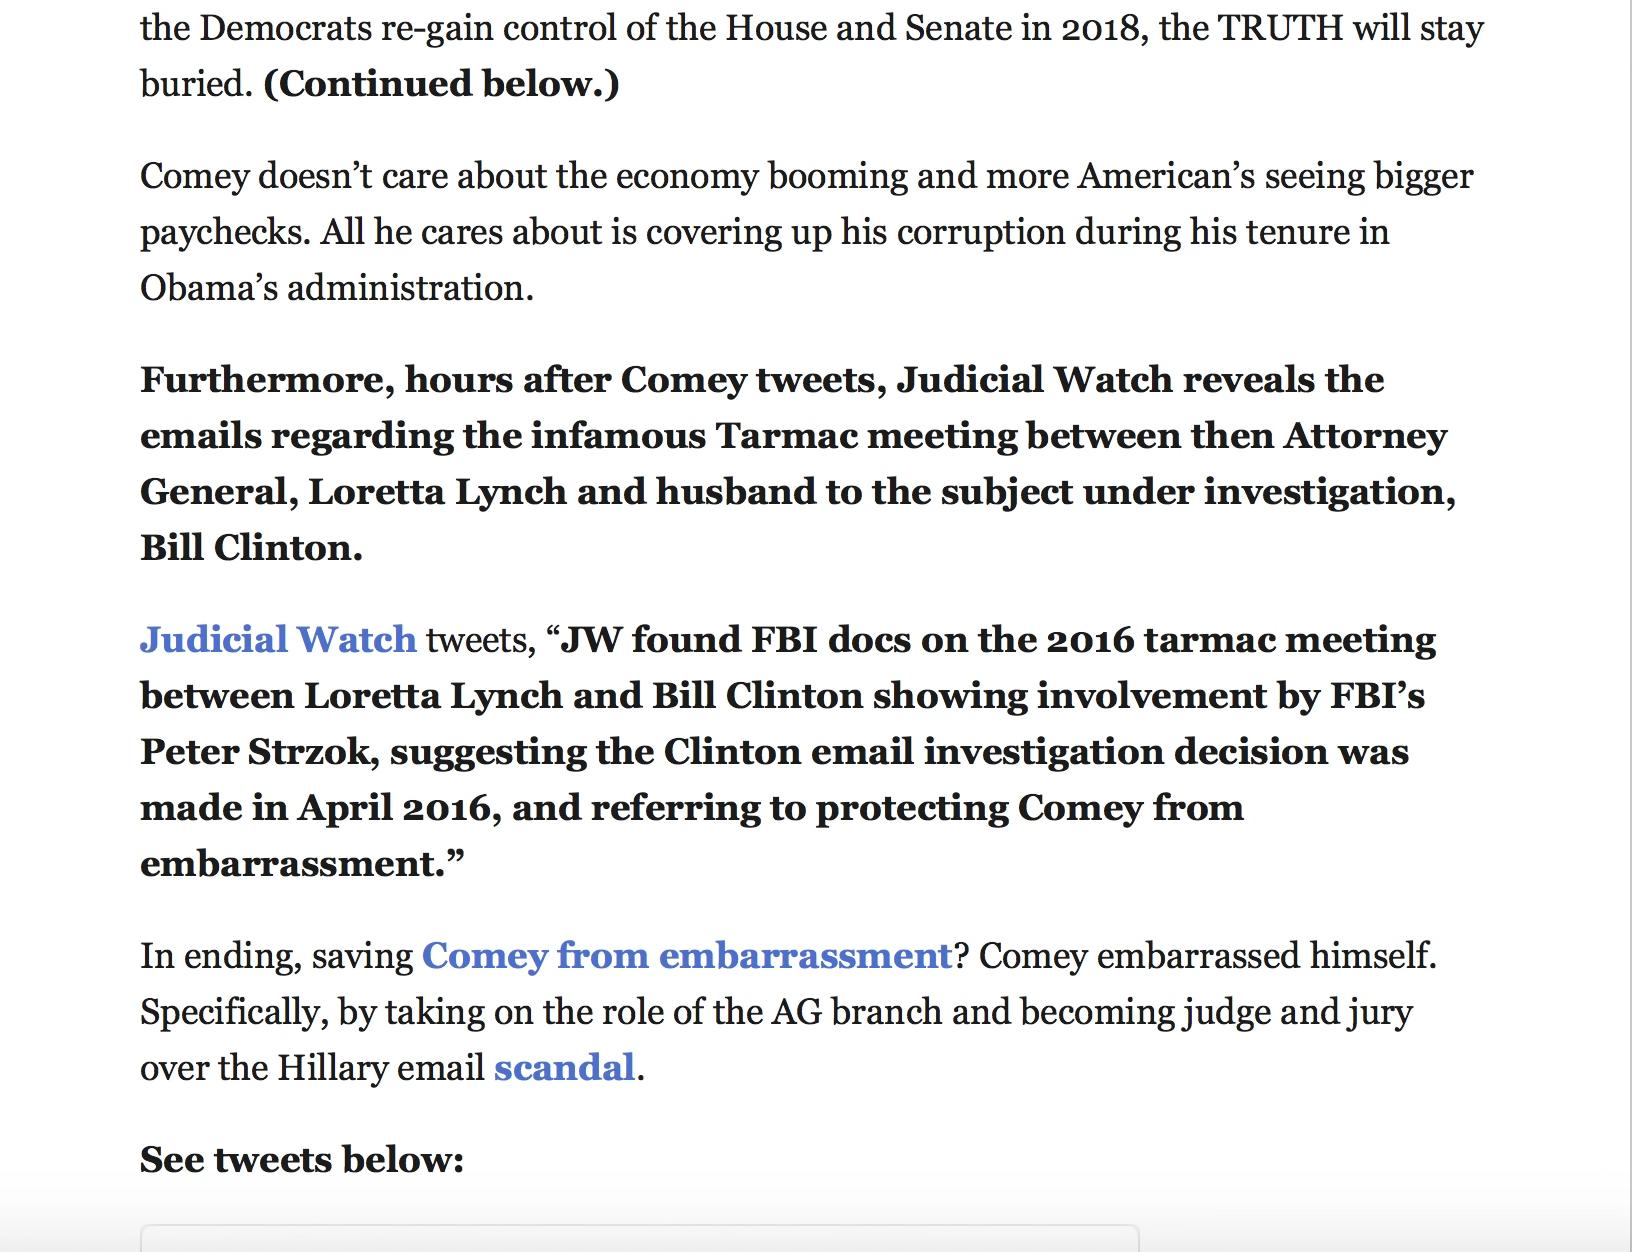 the Democrats re-gain control of the House and Senate in 2018, the TRUTH will stay
buried. (Continued below.)
Comey doesn’t care about the economy booming and more American’s seeing bigger
paychecks. All he cares about is covering up his corruption during his tenure in
Obama’s administration.
Furthermore, hours after Comey tweets, Judicial Watch reveals the
emails regarding the infamous Tarmac meeting between then Attorney
General, Loretta Lynch and husband to the subject under investigation,
Bill Clinton.
Judicial Watch tweets, “JW found FBI docs on the 2016 tarmac meeting
between Loretta Lynch and Bill Clinton showing involvement by FBI’s
Peter Strzok, suggesting the Clinton email investigation decision was
made in April 2016, and referring to protecting Comey from
embarrassment.”
In ending, saving Comey from embarrassment? Comey embarrassed himself.
Specifically, by taking on the role of the AG branch and becoming judge and jury
over the Hillary email scandal.
See tweets below: